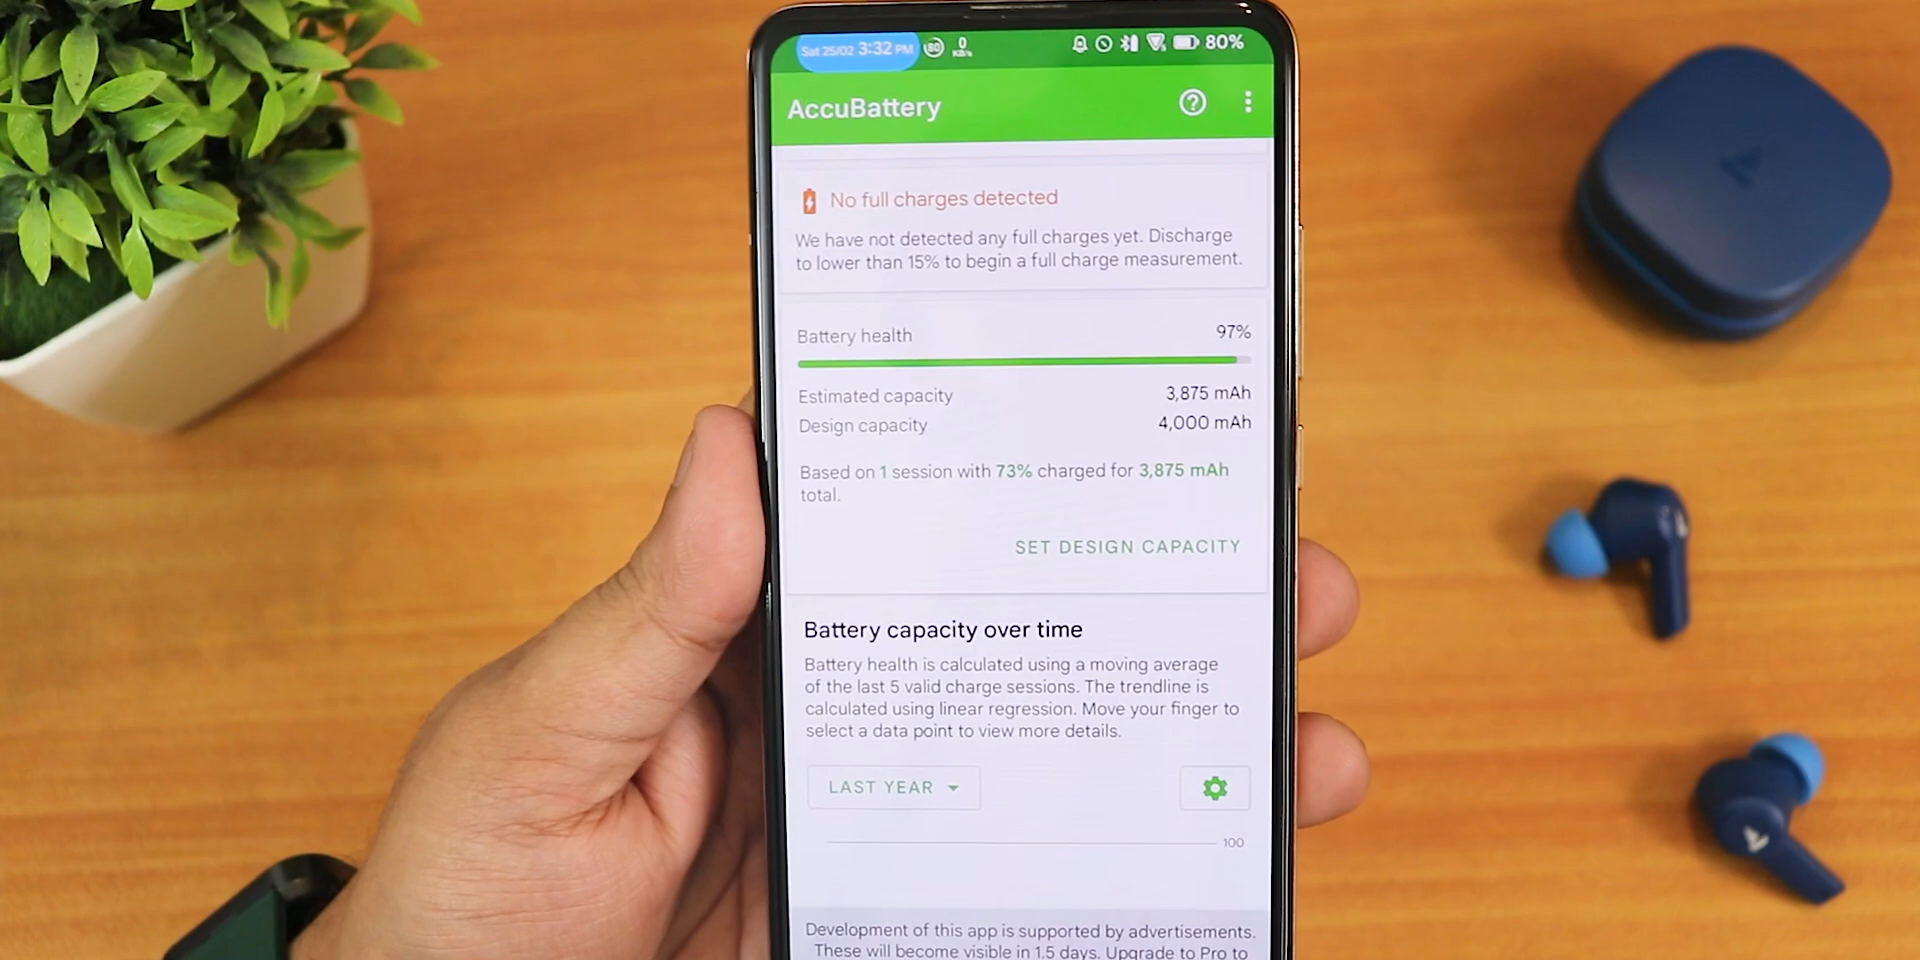 Sat 25/02 3:32 PM 80 0 KB/s 80%
AccuBattery
No full charges detected
We have not detected any full charges yet. Discharge
to lower than 15% to begin a full charge measurement.
Battery health 97%
Estimated capacity 3,875 mAh
Design capacity 4,000 mAh
Based on 1 session with 73% charged for 3,875 mAh
total.
SET DESIGN CAPACITY
Battery capacity over time
Battery health is calculated using a moving average
of the last 5 valid charge sessions. The trendline is
calculated using linear regression. Move your finger to
select a data point to view more details.
LAST YEAR
100
Development of this app is supported by advertisements.
These will become visible in 1.5 days. Upgrade to Pro to